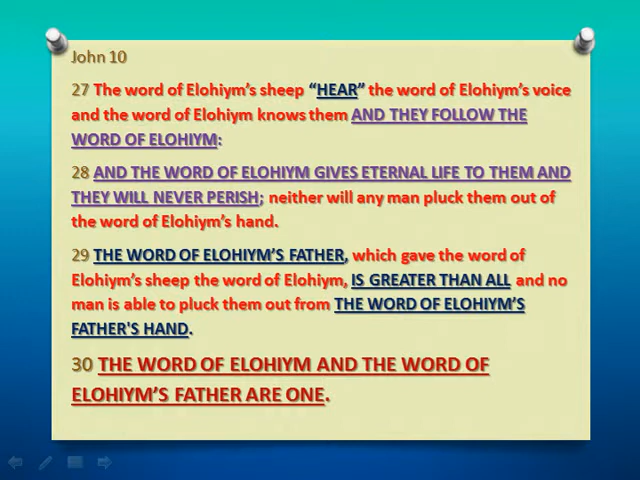 John 10
27 The word of Elohiym's sheep “HEAR” the word of Elohiym's voice
and the word of Elohiym knows them AND THEY FOLLOW THE
WORD OF ELOHIYM:
28 AND THE WORD OF ELOHIYM GIVES ETERNAL LIFE TO THEM AND
THEY WILL NEVER PERISH; neither will any man pluck them out of
the word of Elohiym's hand.
29 THE WORD OF ELOHIYM'S FATHER, which gave the word of
Elohiym's sheep the word of Elohiym, IS GREATER THAN ALL and no
man is able to pluck them out from THE WORD OF ELOHIYM'S
FATHER'S HAND.
30 THE WORD OF ELOHIYM AND THE WORD OF
ELOHIYM'S FATHER ARE ONE.